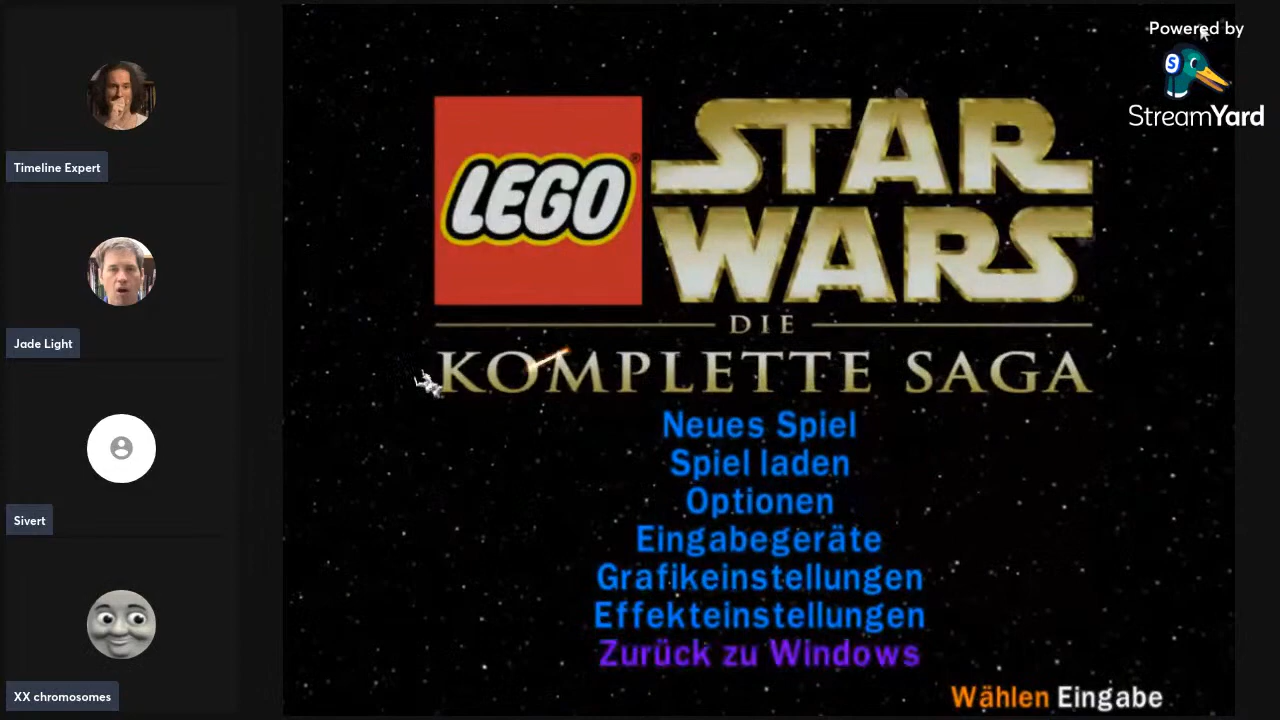 Timeline Expert
Jade Light
Sivert
XX chromosomes
Powered by
S
StreamYard
LEGO®
STAR
WARS™
DIE
KOMPLETTE SAGA
Neues Spiel
Spiel laden
Optionen
Eingabegeräte
Grafikeinstellungen
Effekteinstellungen
Zurück zu Windows
Wählen Eingabe